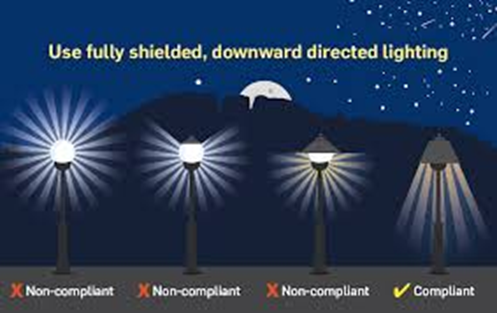 Use fully shielded, downward directed lighting
✗ Non-compliant ✗ Non-compliant ✗ Non-compliant ✓ Compliant